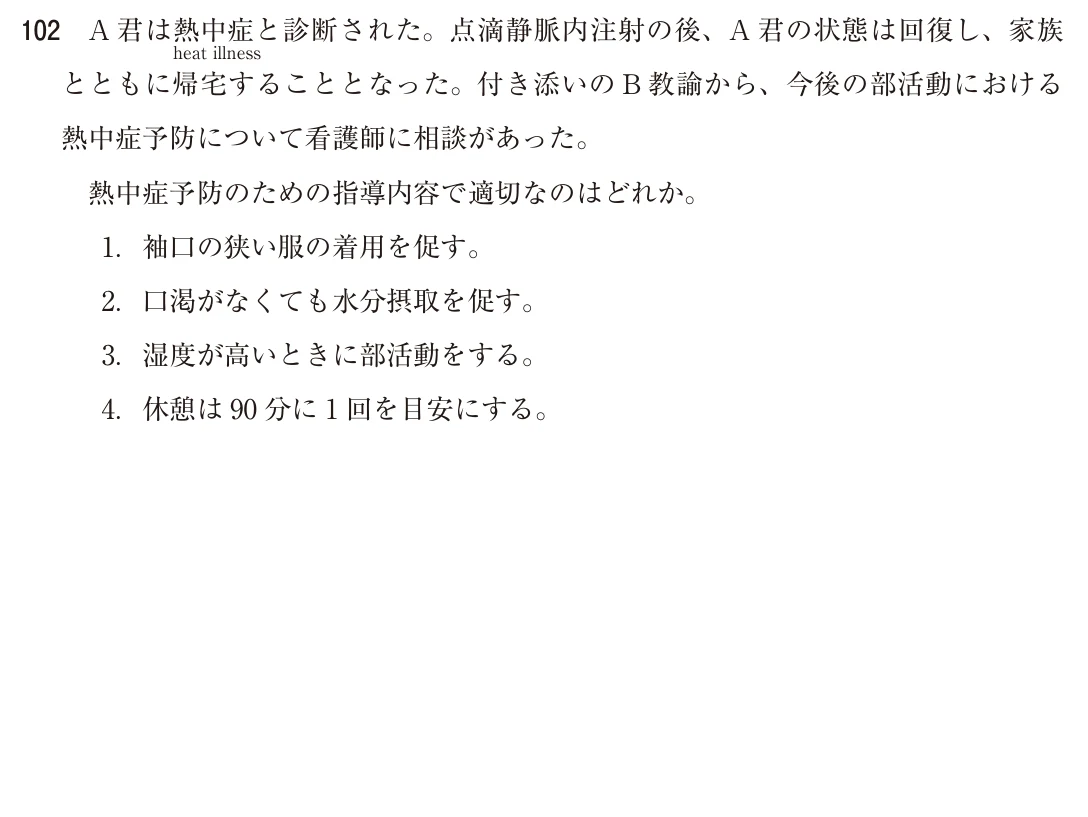 102 A 君は熱中症と診断された。点滴静脈内注射の後、A 君の状態は回復し、家族
heat illness
とともに帰宅することとなった。付き添いの B 教諭から、今後の部活動における
熱中症予防について看護師に相談があった。
熱中症予防のための指導内容で適切なのはどれか。
1. 袖口の狭い服の着用を促す。
2. 口渇がなくても水分摂取を促す。
3. 湿度が高いときに部活動をする。
4. 休憩は 90 分に 1 回を目安にする。